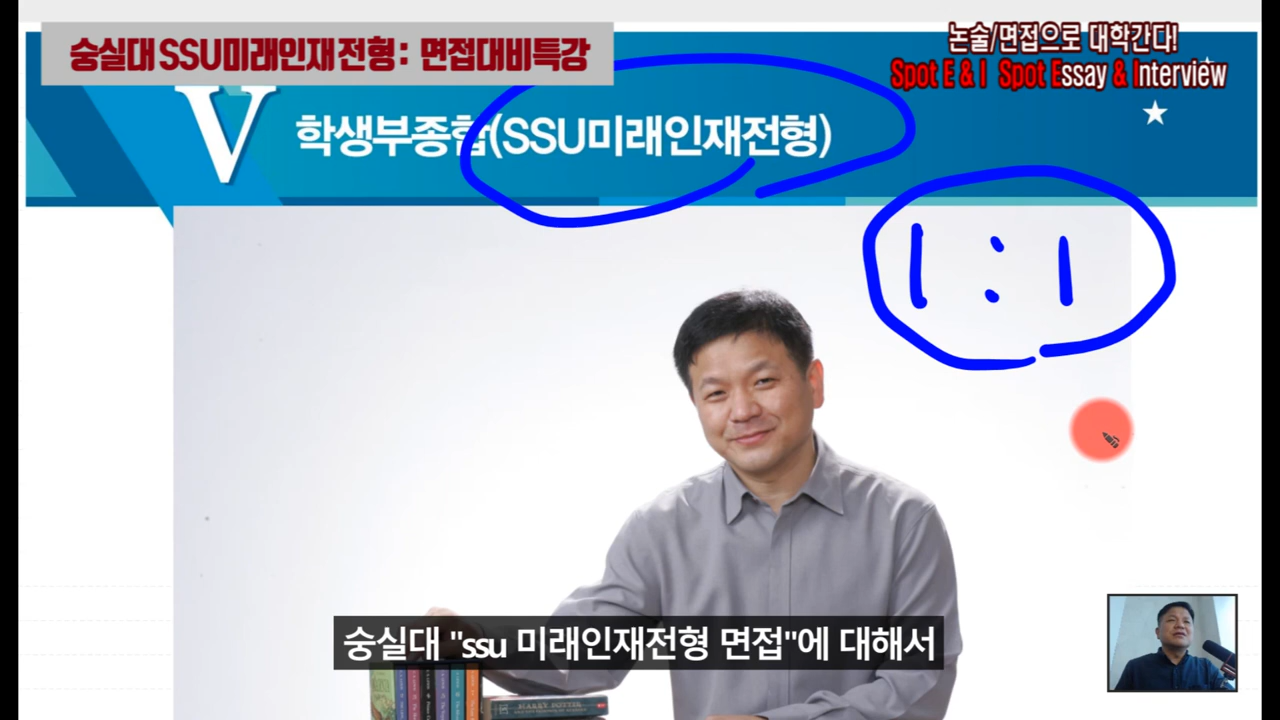 숭실대 SSU미래인재 전형 : 면접대비특강
논술/면접으로 대학간다!
Spot E & I Spot Essay & Interview
V
학생부종합(SSU미래인재전형)
1 : 1
숭실대 "ssu 미래인재전형 면접"에 대해서
HARRY POTTER